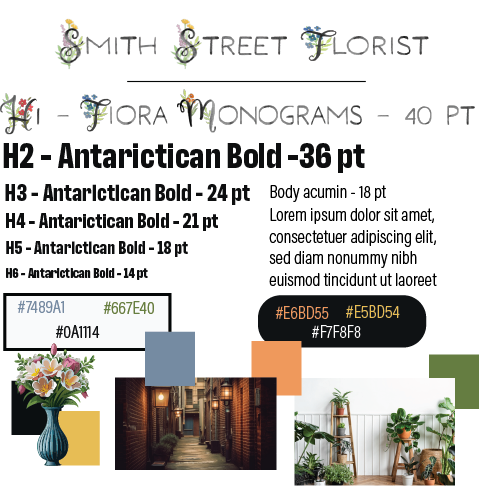 Smith Street Florist
H1 - Fiora Monograms - 40 pt
H2 - Antarictican Bold -36 pt
H3 - Antarictican Bold - 24 pt
H4 - Antarictican Bold - 21 pt
H5 - Antarictican Bold - 18 pt
H6 - Antarictican Bold - 14 pt
Body acumin - 18 pt
Lorem ipsum dolor sit amet,
consectetuer adipiscing elit,
sed diam nonummy nibh
euismod tincidunt ut laoreet
#7489A1 #667E40
#0A1114
#E6BD55 #E5BD54
#F7F8F8